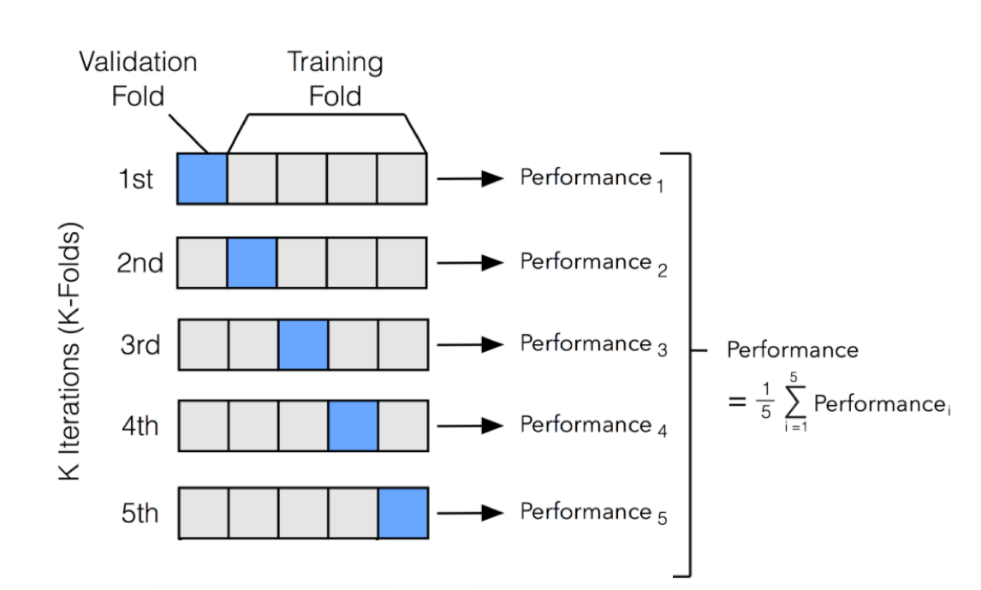 Validation
Fold
Training
Fold
K Iterations (K-Folds)
1st
Performance 1
2nd
Performance 2
3rd
Performance 3
4th
Performance 4
5th
Performance 5
Performance
= 1/5 5∑i=1 Performance i